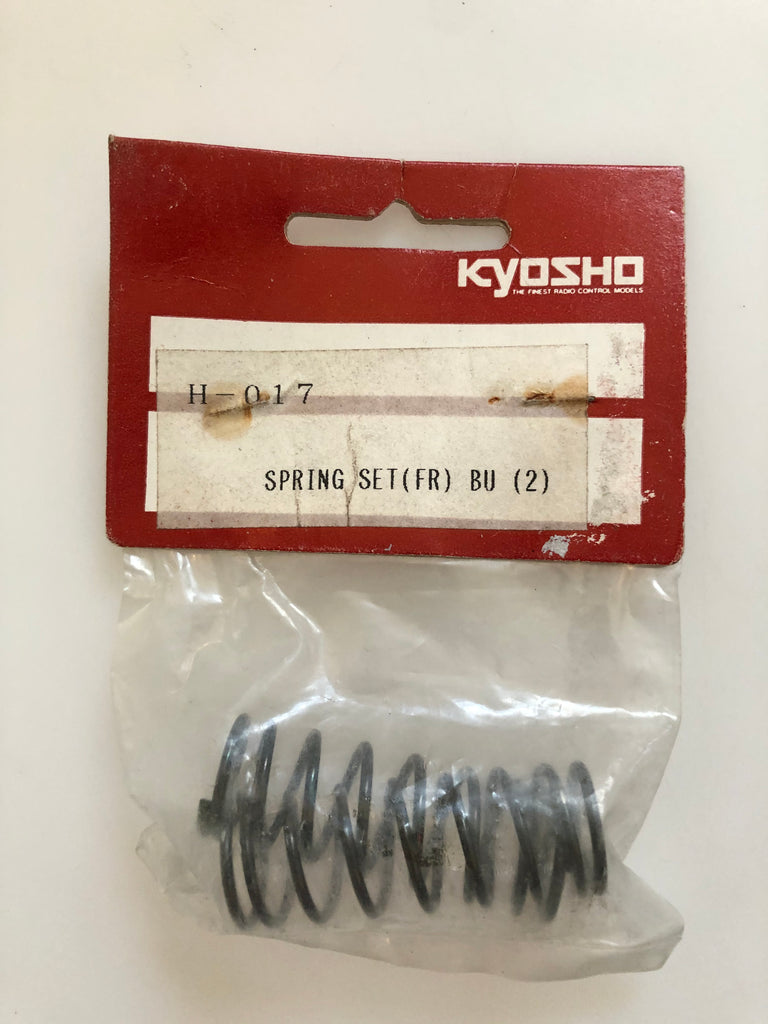 KYOSHO
THE FINEST RADIO CONTROL MODELS
H-017
SPRING SET(FR) BU (2)